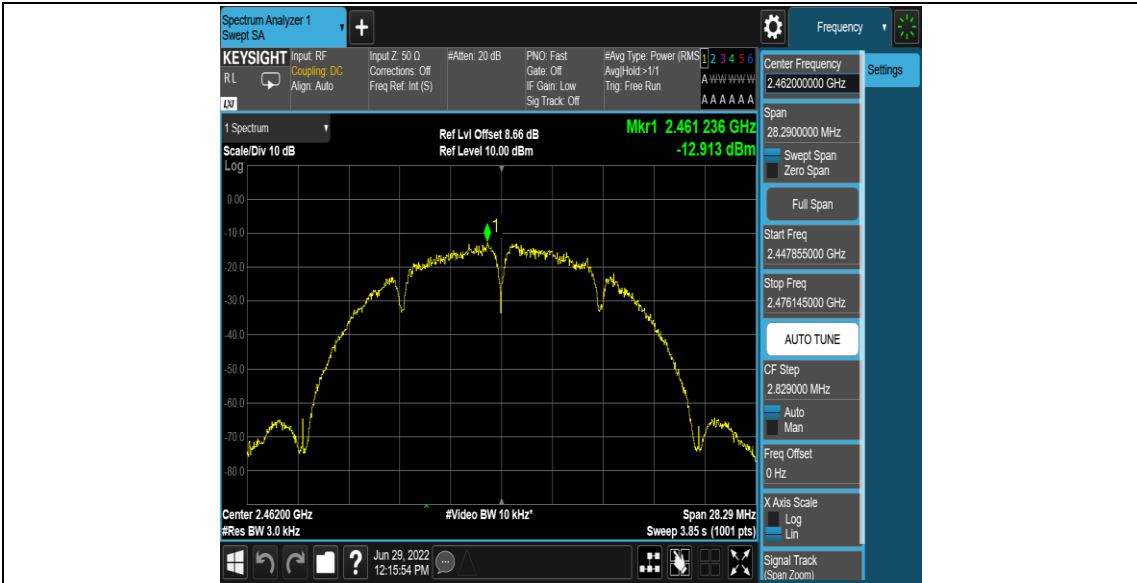 Spectrum Analyzer 1
Swept SA
+
Frequency
KEYSIGHT
R L
LXI
Input: RF
Coupling: DC
Align: Auto
Input Z: 50 Ω
Corrections: Off
Freq Ref: Int (S)
#Atten: 20 dB
PNO: Fast
Gate: Off
IF Gain: Low
Sig Track: Off
#Avg Type: Power (RMS
Avg|Hold:>1/1
Trig: Free Run
1 2 3 4 5 6
A W W W W W
A A A A A A
1 Spectrum
Scale/Div 10 dB
Log
Ref Lvl Offset 8.66 dB
Ref Level 10.00 dBm
Mkr1 2.461 236 GHz
-12.913 dBm
1
0.00
-10.0
-20.0
-30.0
-40.0
-50.0
-60.0
-70.0
-80.0
Center 2.46200 GHz
#Res BW 3.0 kHz
#Video BW 10 kHz*
Span 28.29 MHz
Sweep 3.85 s (1001 pts)
?
Jun 29, 2022
12:15:54 PM
Center Frequency
2.462000000 GHz
Settings
Span
28.2900000 MHz
Swept Span
Zero Span
Full Span
Start Freq
2.447855000 GHz
Stop Freq
2.476145000 GHz
AUTO TUNE
CF Step
2.829000 MHz
Auto
Man
Freq Offset
0 Hz
X Axis Scale
Log
Lin
Signal Track
(Span Zoom)